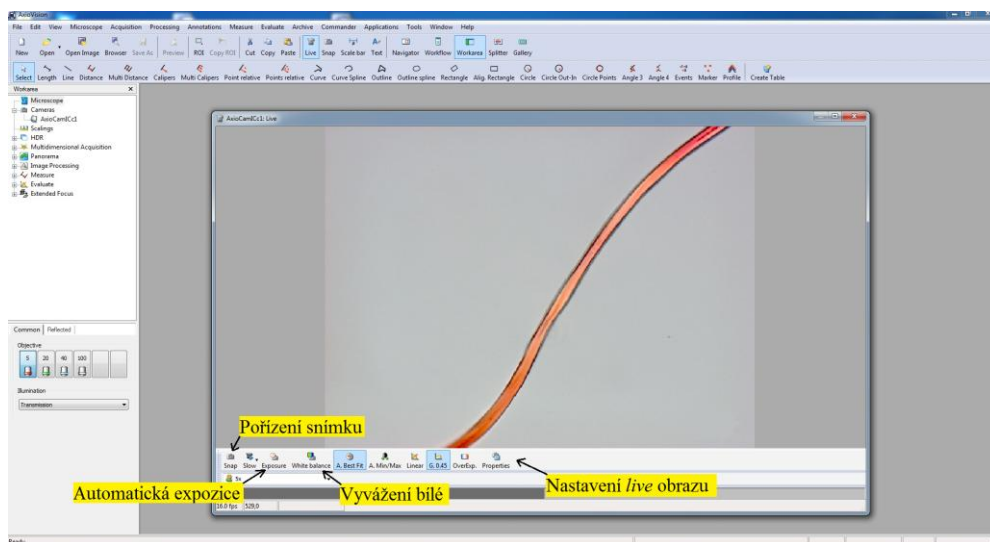 AxioVision
File Edit View Microscope Acquisition Processing Annotations Measure Evaluate Archive Commander Applications Tools Window Help
New Open Open Image Browser Save As Preview ROI Copy ROI Cut Copy Paste Live Snap Scale bar Text Navigator Workflow Workarea Splitter Gallery
Select Length Line Distance Multi Distance Calipers Multi Calipers Point relative Points relative Curve Curve Spline Outline Outline spline Rectangle Alig. Rectangle Circle Circle Out-In Circle Points Angle 3 Angle 4 Events Marker Profile Create Table
Workarea
Microscope
Cameras
AxioCamICc1
Scalings
HDR
Multidimensional Acquisition
Panorama
Image Processing
Measure
Evaluate
Extended Focus
AxioCamICc1: Live
Common Reflected
Objective
5 20 40 100
Illumination
Transmission
Pořízení snímku
Snap Slow Exposure White balance A. Best Fit A. Min/Max Linear G. 0.45 OverExp. Properties
5x
Automatická expozice
Vyvážení bílé
Nastavení live obrazu
16.0 fps 529,0
Ready